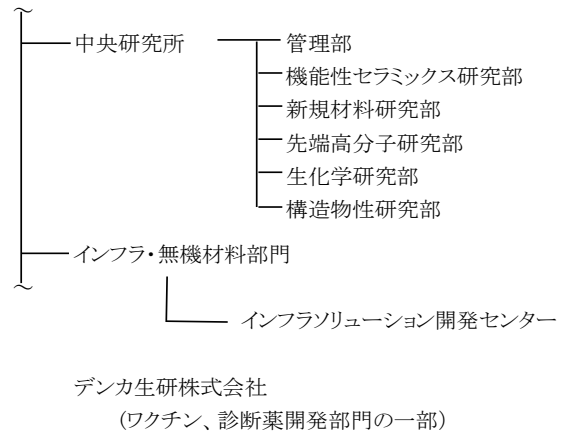 中央研究所
管理部
機能性セラミックス研究部
新規材料研究部
先端高分子研究部
生化学研究部
構造物性研究部
インフラ・無機材料部門
インフラソリューション開発センター
デンカ生研株式会社
(ワクチン、診断薬開発部門の一部)